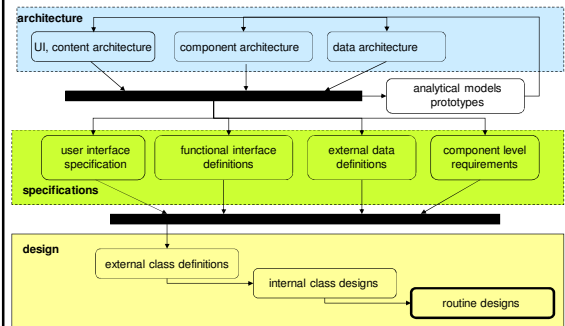 architecture
UI, content architecture
component architecture
data architecture
analytical models
prototypes
user interface
specification
functional interface
definitions
external data
definitions
component level
requirements
specifications
design
external class definitions
internal class designs
routine designs